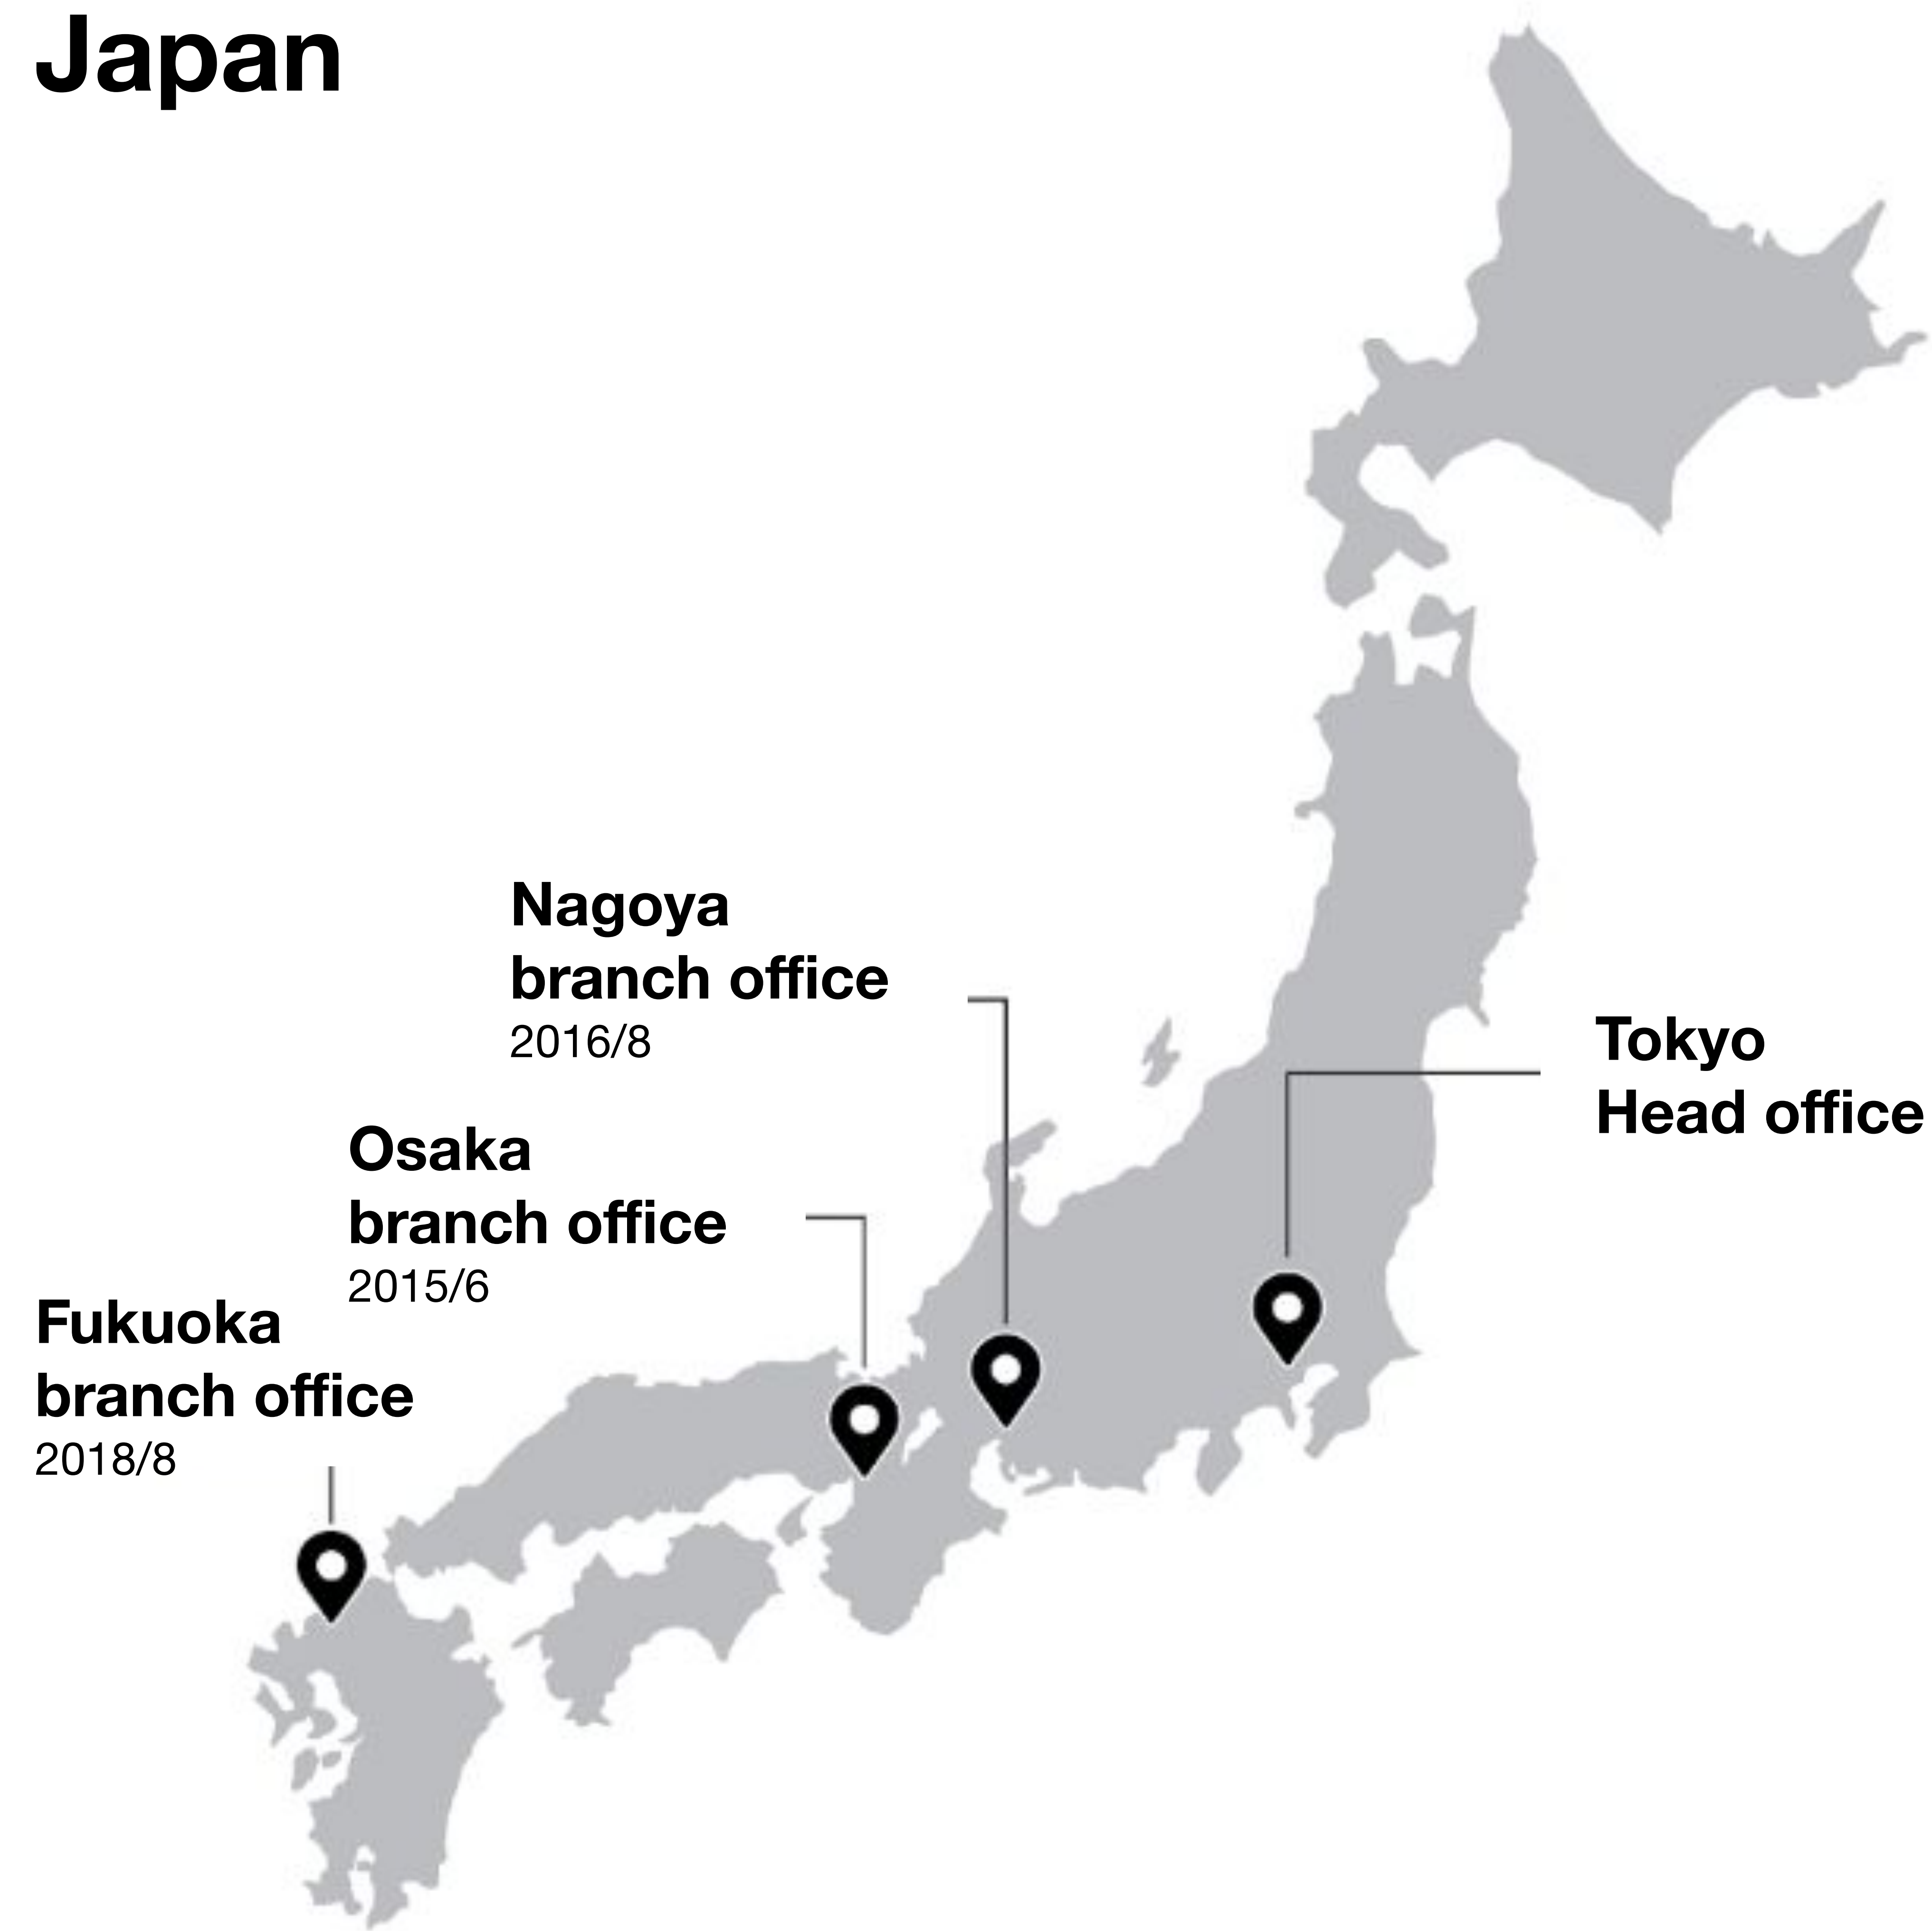 Japan
Nagoya
branch office
2016/8
Tokyo
Head office
Osaka
branch office
2015/6
Fukuoka
branch office
2018/8